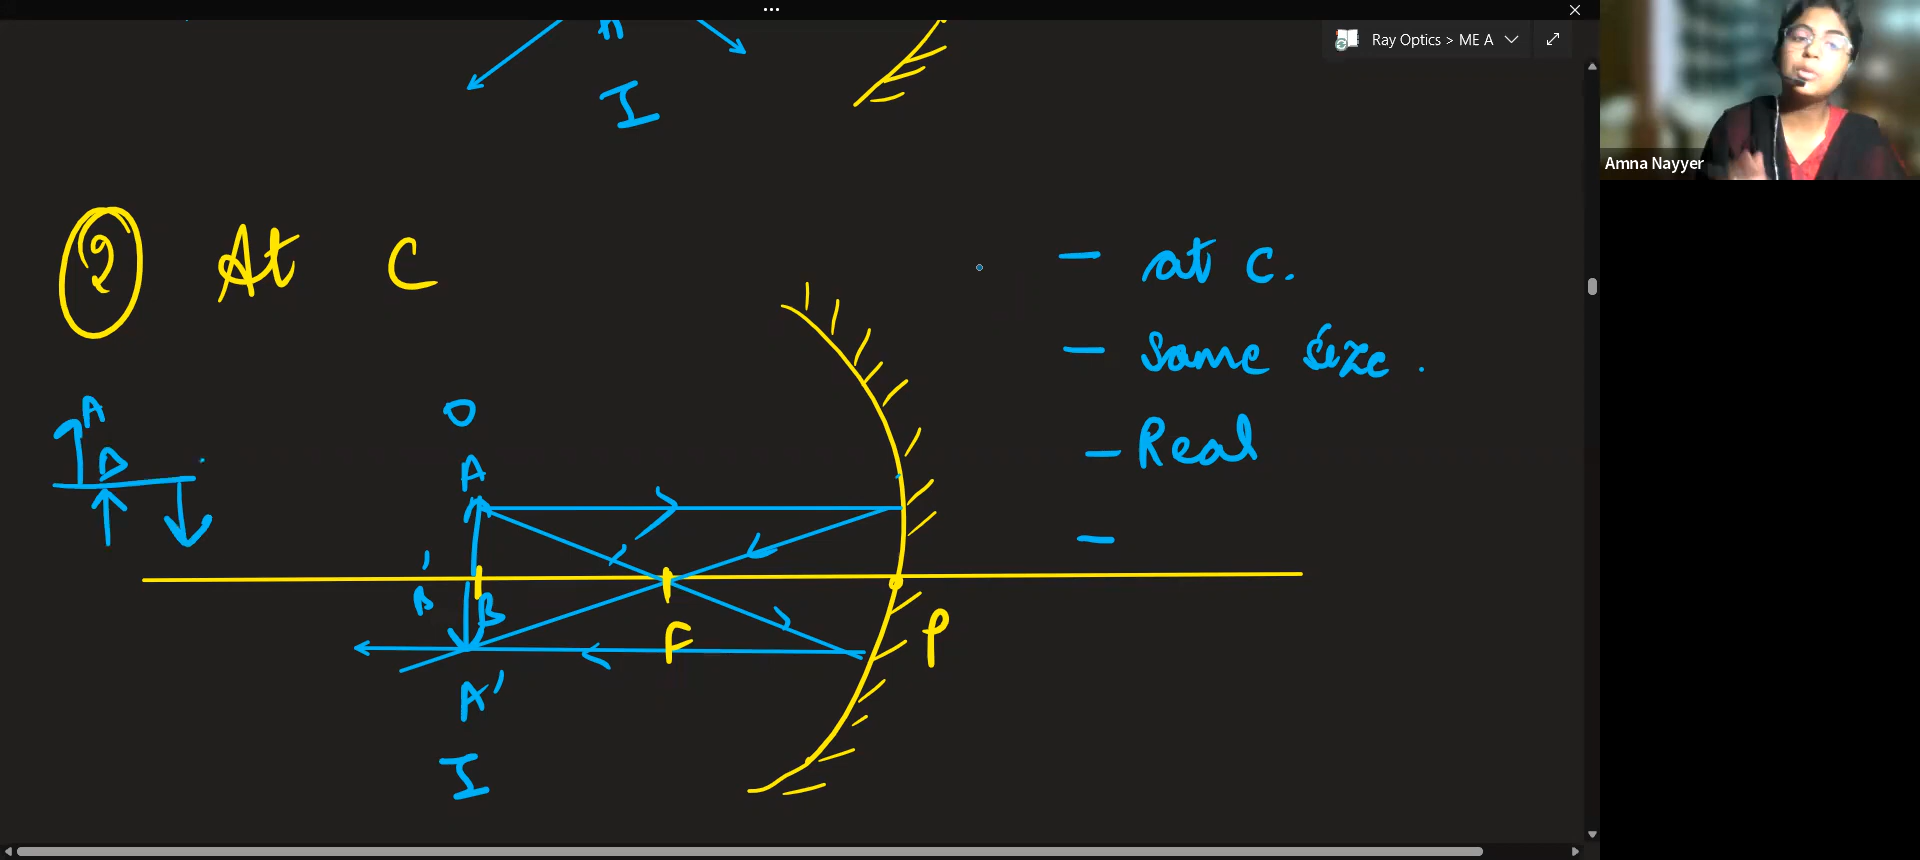 Ray Optics > ME A
Amna Nayyer
I
2 At C
- at c.
- same size.
- Real
-
A
O
A
B'
B
F
P
A'
I